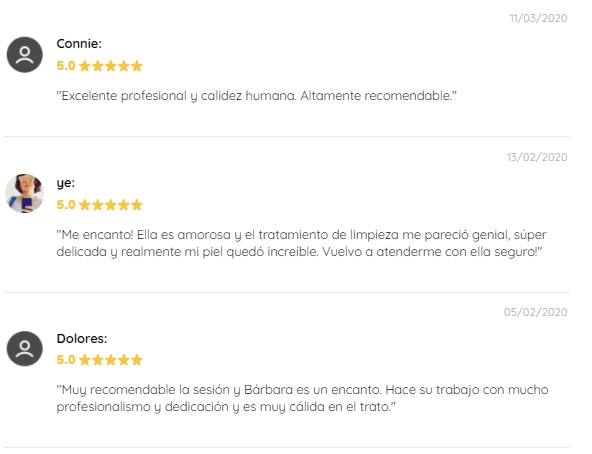 11/03/2020
Connie:
5.0
"Excelente profesional y calidez humana. Altamente recomendable."
13/02/2020
ye:
5.0
"Me encanto! Ella es amorosa y el tratamiento de limpieza me pareció genial, súper
delicada y realmente mi piel quedó increíble. Vuelvo a atenderme con ella seguro!"
05/02/2020
Dolores:
5.0
"Muy recomendable la sesión y Bárbara es un encanto. Hace su trabajo con mucho
profesionalismo y dedicación y es muy cálida en el trato."